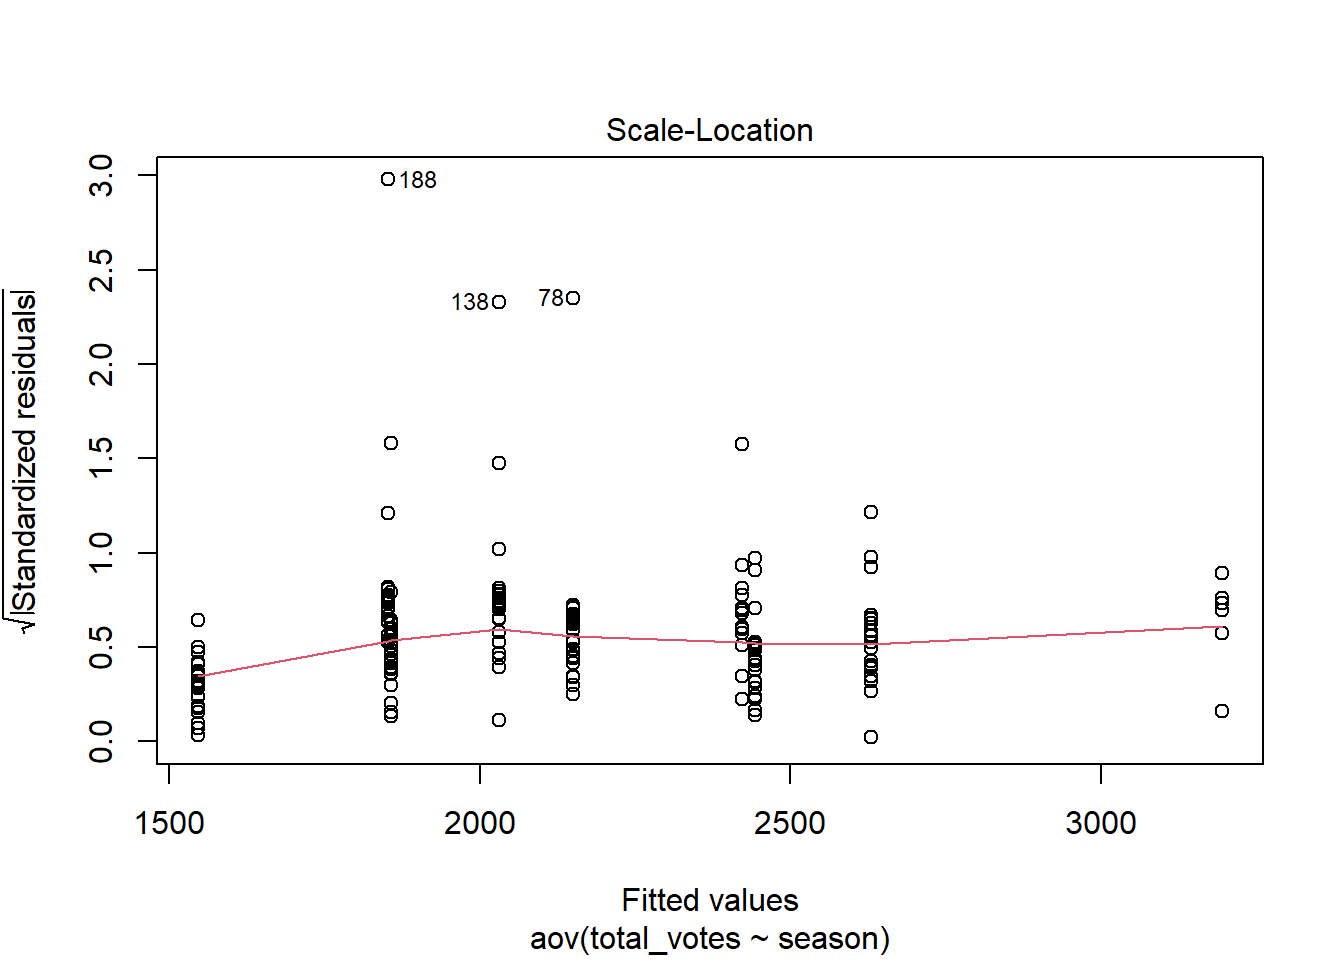 Scale-Location
√|Standardized residuals|
3.0
2.5
2.0
1.5
1.0
0.5
0.0
188
138
78
1500 2000 2500 3000
Fitted values
aov(total_votes ~ season)